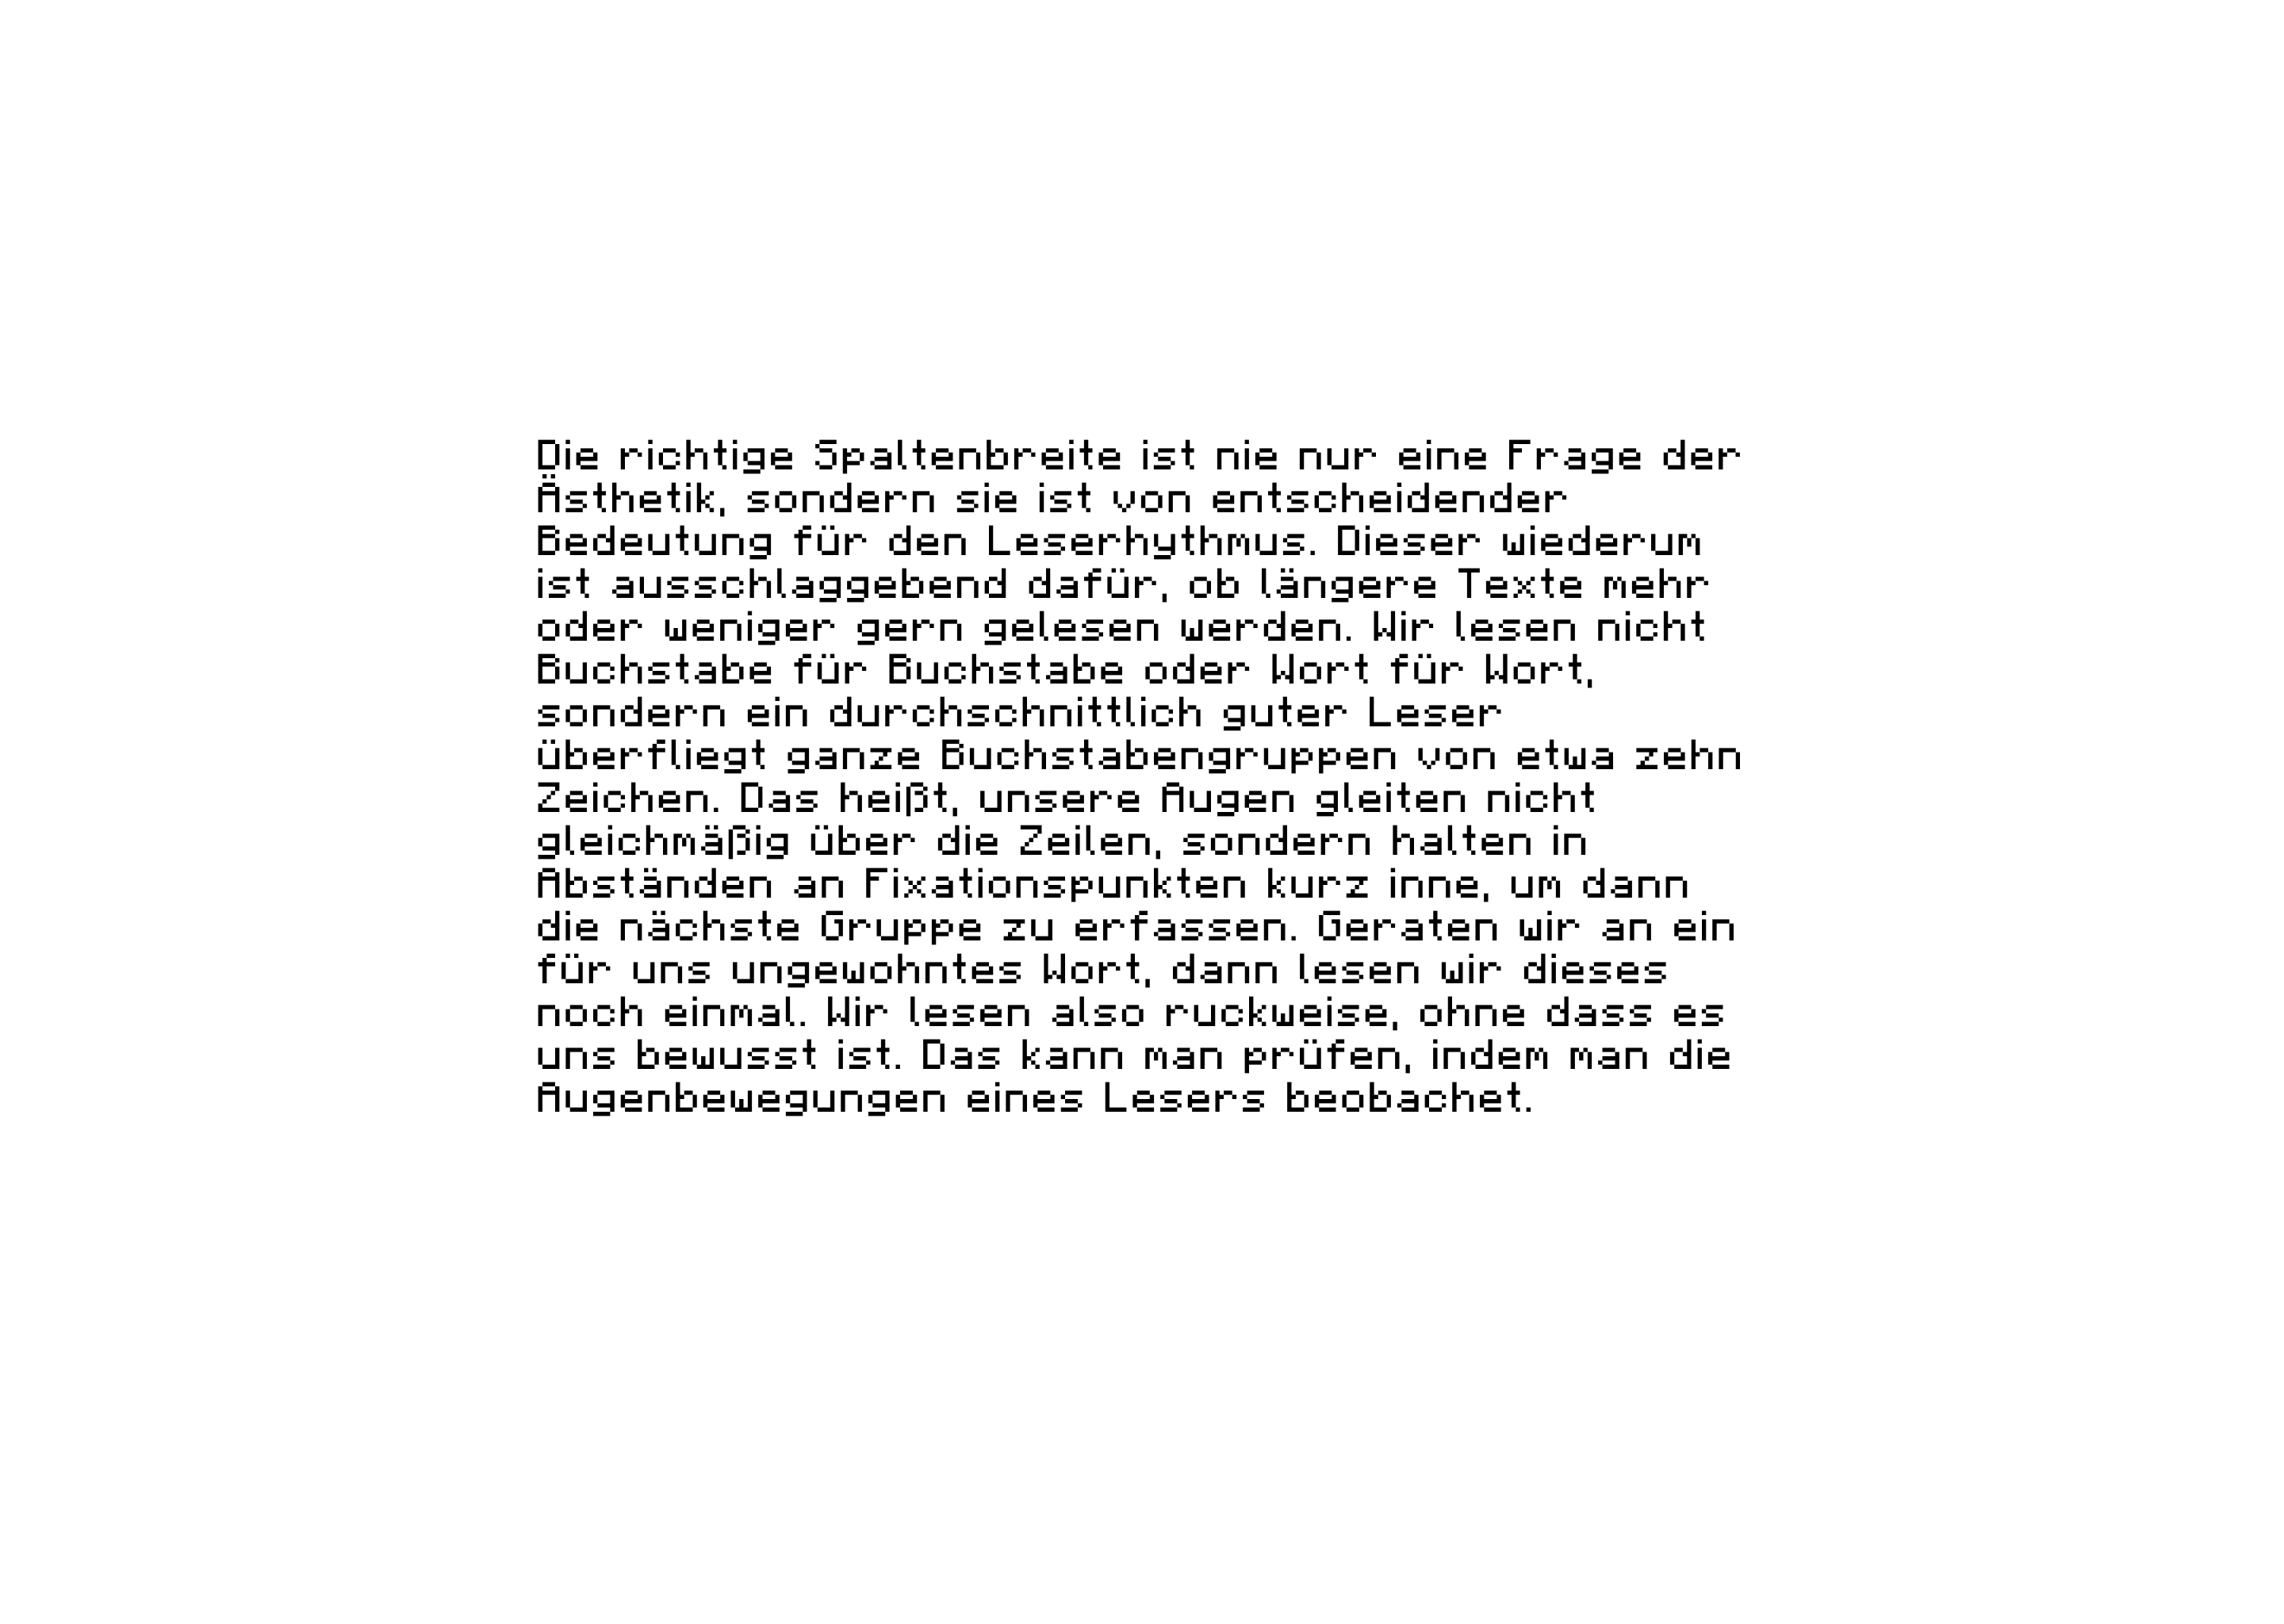 Die richtige Spaltenbreite ist nie nur eine Frage der
Ästhetik, sondern sie ist von entscheidender
Bedeutung für den Leserhythmus. Dieser wiederum
ist ausschlaggebend dafür, ob längere Texte mehr
oder weniger gern gelesen werden. Wir lesen nicht
Buchstabe für Buchstabe oder Wort für Wort,
sondern ein durchschnittlich guter Leser
überfliegt ganze Buchstabengruppen von etwa zehn
Zeichen. Das heißt, unsere Augen gleiten nicht
gleichmäßig über die Zeilen, sondern halten in
Abständen an Fixationspunkten kurz inne, um dann
die nächste Gruppe zu erfassen. Geraten wir an ein
für uns ungewohntes Wort, dann lesen wir dieses
noch einmal. Wir lesen also ruckweise, ohne dass es
uns bewusst ist. Das kann man prüfen, indem man die
Augenbewegungen eines Lesers beobachet.